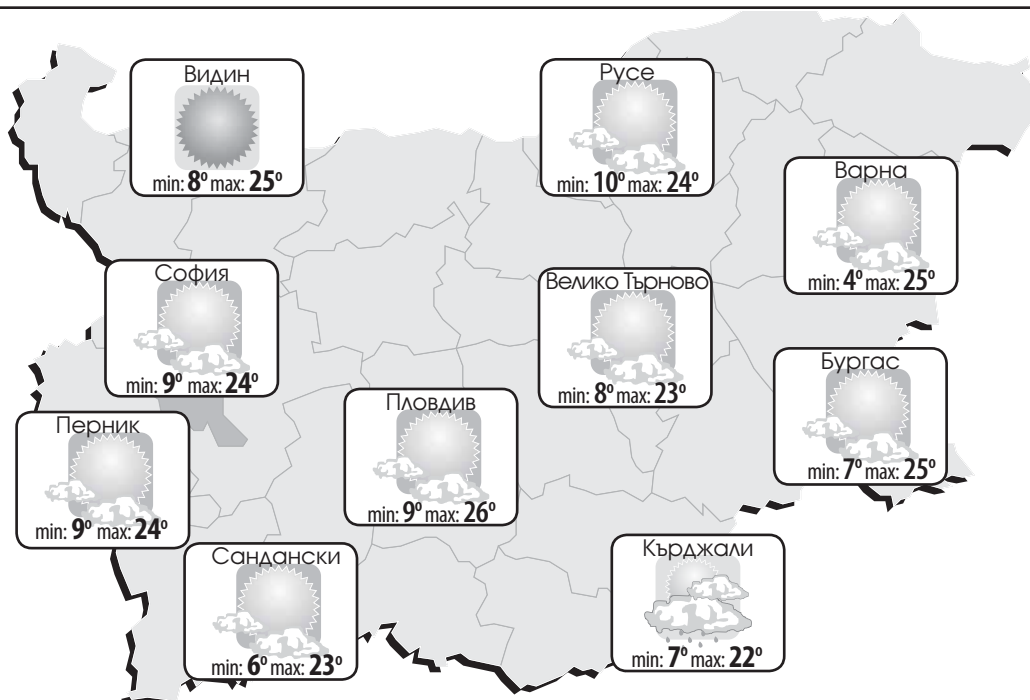 Видин
min: 8° max: 25°
Русе
min: 10° max: 24°
Варна
min: 4° max: 25°
София
min: 9° max: 24°
Велико Търново
min: 8° max: 23°
Бургас
min: 7° max: 25°
Пловдив
min: 9° max: 26°
Перник
min: 9° max: 24°
Сандански
min: 6° max: 23°
Кърджали
min: 7° max: 22°